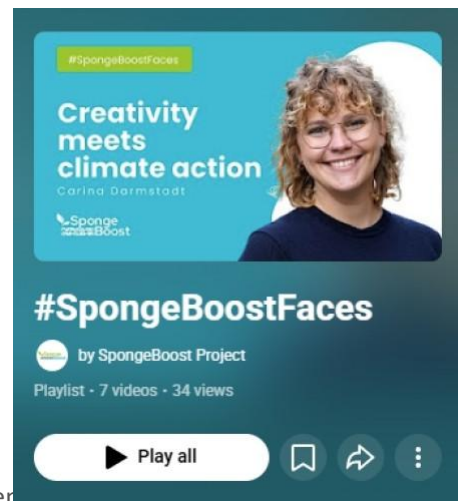 #SpongeBoostFaces
Creativity
meets
climate action
Carina Darmstadt
Sponge
Boost
#SpongeBoostFaces
by SpongeBoost Project
Playlist • 7 videos • 34 views
Play all
er